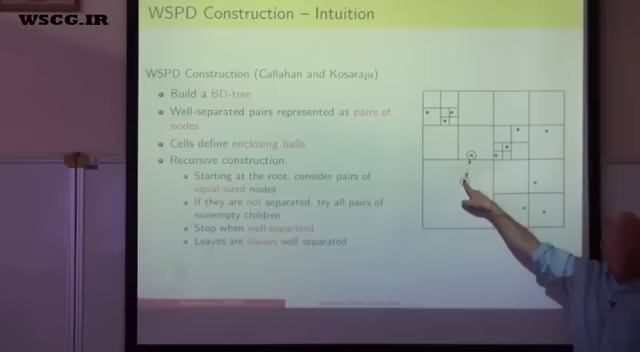 WSCG.IR
WSPD Construction – Intuition
WSPD Construction (Callahan and Kosaraju)
Build a BD-tree
Well-separated pairs represented as pairs of
nodes
Cells define enclosing balls
Recursive construction
Starting at the root, consider pairs of
equal-sized nodes
If they are not separated, try all pairs of
nonempty children
Stop when well-separated
Leaves are always well separated